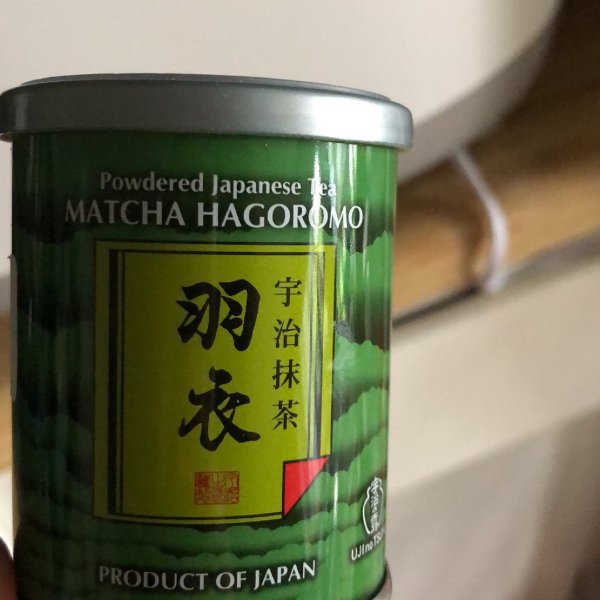 Powdered Japanese Tea
MATCHA HAGOROMO
宇治抹茶
羽衣
PRODUCT OF JAPAN